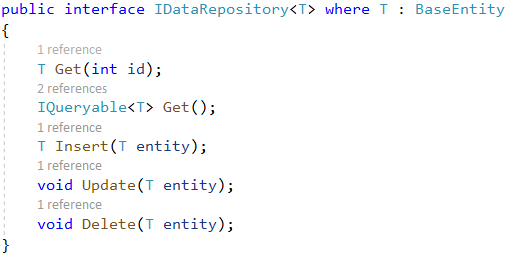 public interface IDataRepository<T> where T : BaseEntity
{
1 reference
T Get(int id);
2 references
IQueryable<T> Get();
1 reference
T Insert(T entity);
1 reference
void Update(T entity);
1 reference
void Delete(T entity);
}